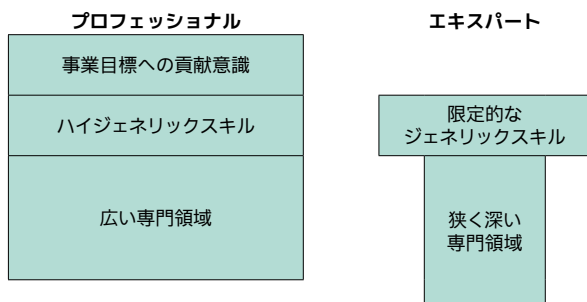 プロフェッショナル
事業目標への貢献意識
ハイジェネリックスキル
広い専門領域
エキスパート
限定的な
ジェネリックスキル
狭く深い
専門領域